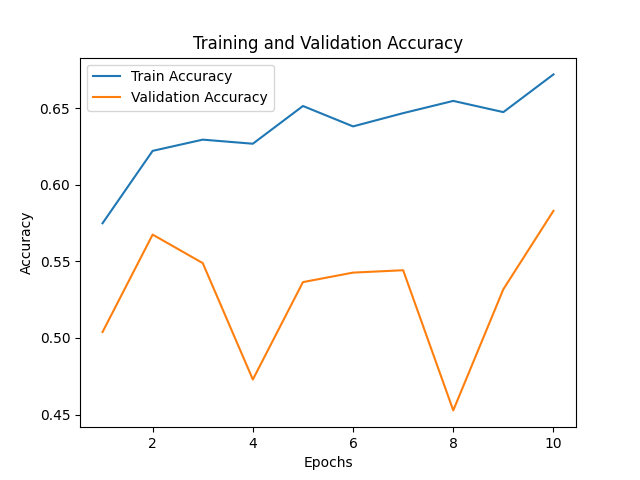 Training and Validation Accuracy
Train Accuracy
Validation Accuracy
0.65
0.60
0.55
0.50
0.45
Accuracy
2 4 6 8 10
Epochs